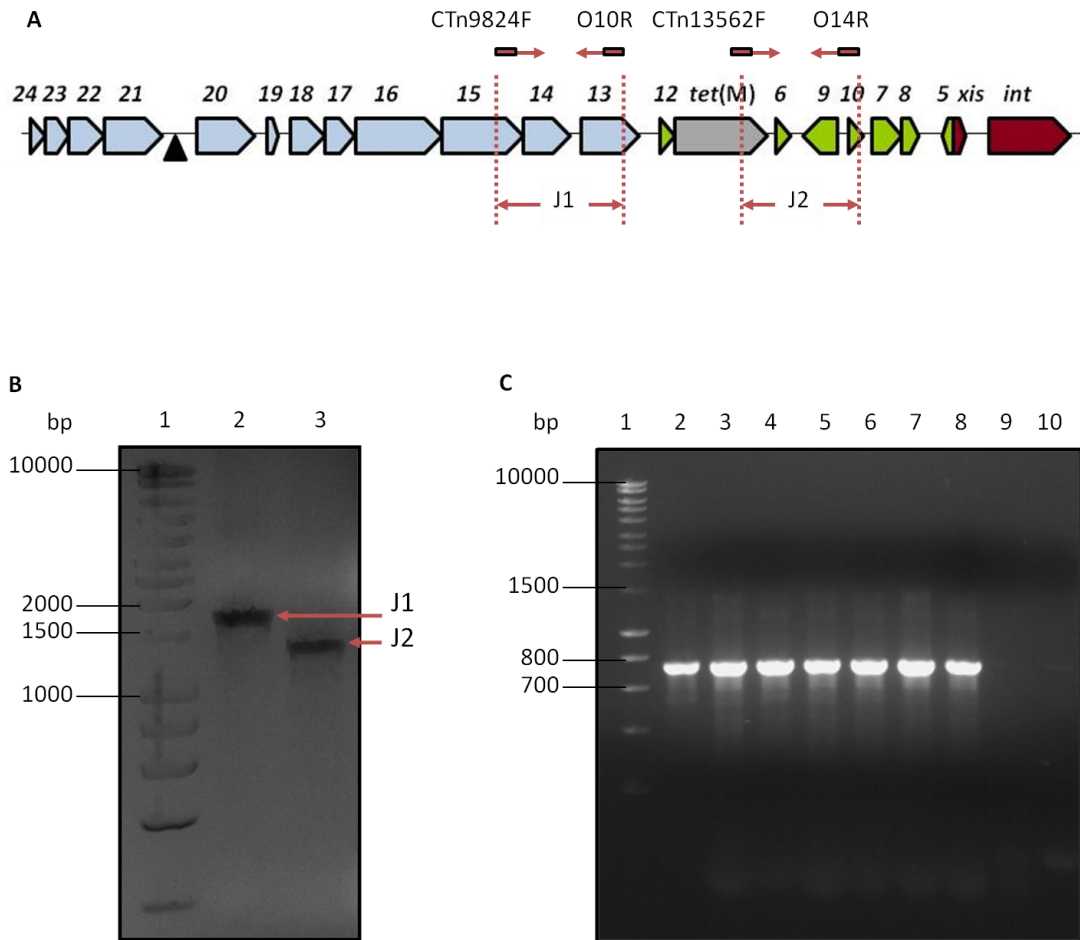 A
CTn9824F O10R CTn13562F O14R
24 23 22 21 20 19 18 17 16 15 14 13 12 tet(M) 6 9 10 7 8 5 xis int
J1 J2
B
bp 1 2 3
10000
2000
1500
1000
J1
J2
C
bp 1 2 3 4 5 6 7 8 9 10
10000
1500
800
700